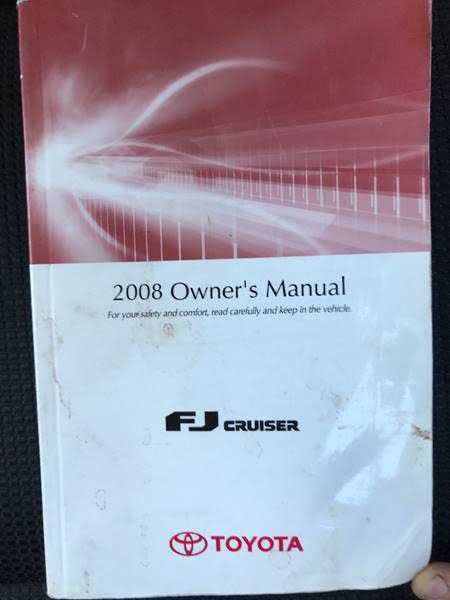 2008 Owner's Manual
For your safety and comfort, read carefully and keep in the vehicle.
FJ CRUISER
TOYOTA